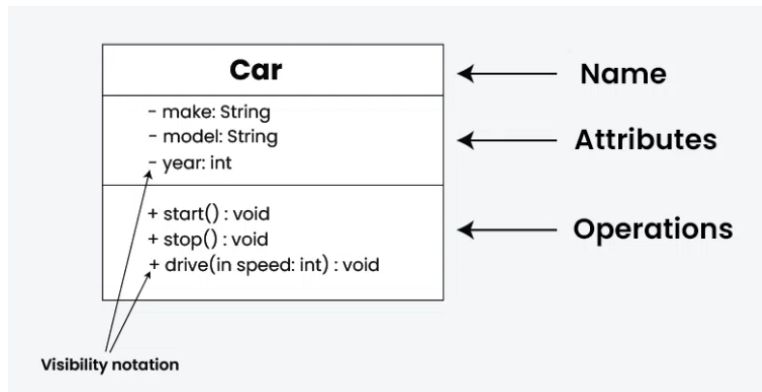 Car
Name
- make: String
- model: String
- year: int
Attributes
+ start() : void
+ stop() : void
+ drive(in speed: int) : void
Operations
Visibility notation